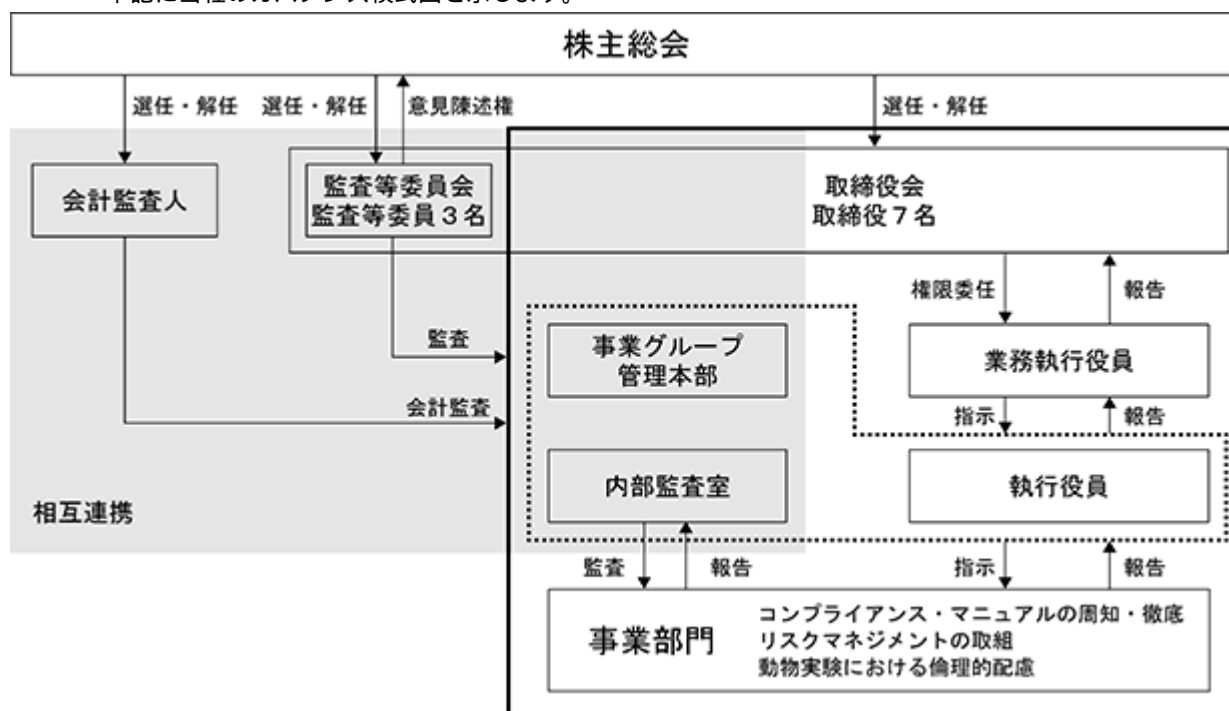 下記に当社のガバナンス模式図を示します。
株主総会
選任・解任
選任・解任
意見陳述権
選任・解任
会計監査人
監査等委員会
監査等委員3名
取締役会
取締役7名
権限委任
報告
監査
事業グループ
管理本部
業務執行役員
会計監査
指示
報告
内部監査室
執行役員
相互連携
監査
報告
指示
報告
事業部門
コンプライアンス・マニュアルの周知・徹底
リスクマネジメントの取組
動物実験における倫理的配慮